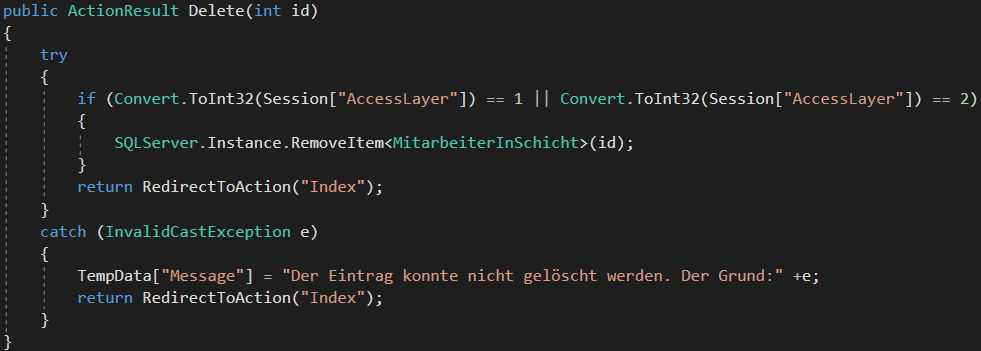 public ActionResult Delete(int id)
{
try
{
if (Convert.ToInt32(Session["AccessLayer"]) == 1 || Convert.ToInt32(Session["AccessLayer"]) == 2)
{
SQLServer.Instance.RemoveItem<MitarbeiterInSchicht>(id);
}
return RedirectToAction("Index");
}
catch (InvalidCastException e)
{
TempData["Message"] = "Der Eintrag konnte nicht gelöscht werden. Der Grund:" +e;
return RedirectToAction("Index");
}
}